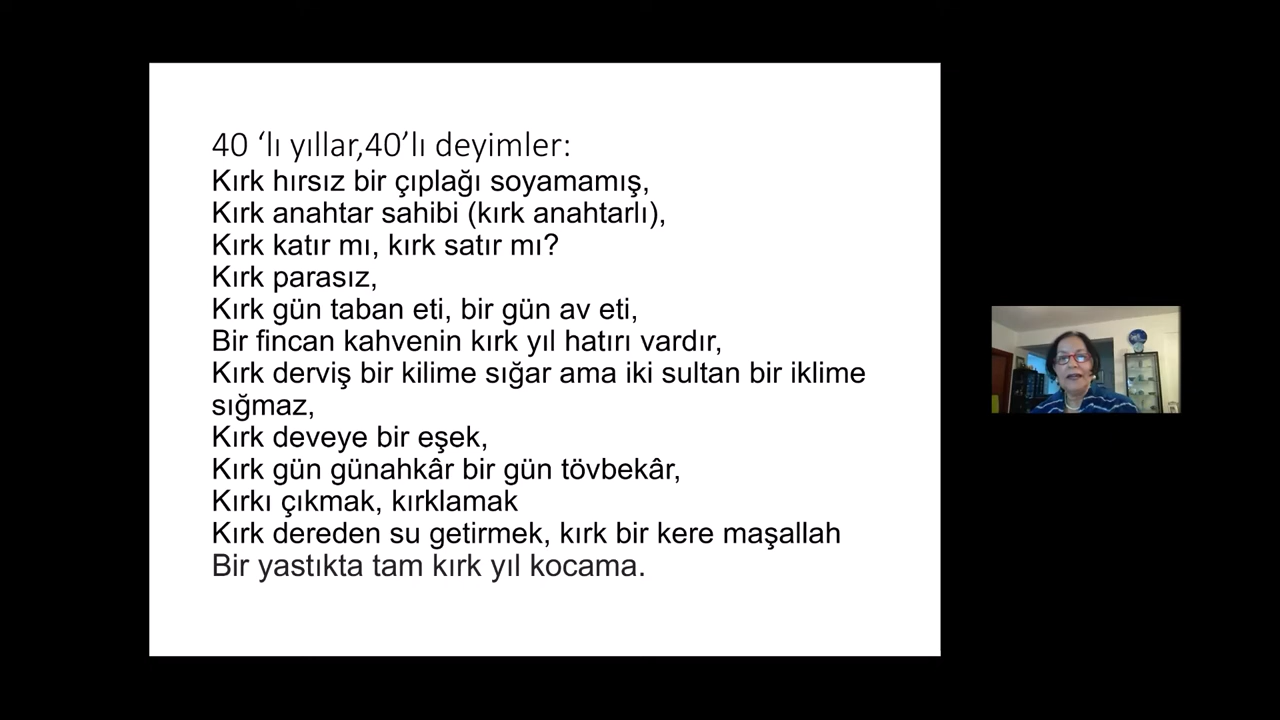 40 ‘lı yıllar,40’lı deyimler:
Kırk hırsız bir çıplağı soyamamış,
Kırk anahtar sahibi (kırk anahtarlı),
Kırk katır mı, kırk satır mı?
Kırk parasız,
Kırk gün taban eti, bir gün av eti,
Bir fincan kahvenin kırk yıl hatırı vardır,
Kırk derviş bir kilime sığar ama iki sultan bir iklime
sığmaz,
Kırk deveye bir eşek,
Kırk gün günahkâr bir gün tövbekâr,
Kırkı çıkmak, kırklamak
Kırk dereden su getirmek, kırk bir kere maşallah
Bir yastıkta tam kırk yıl kocama.